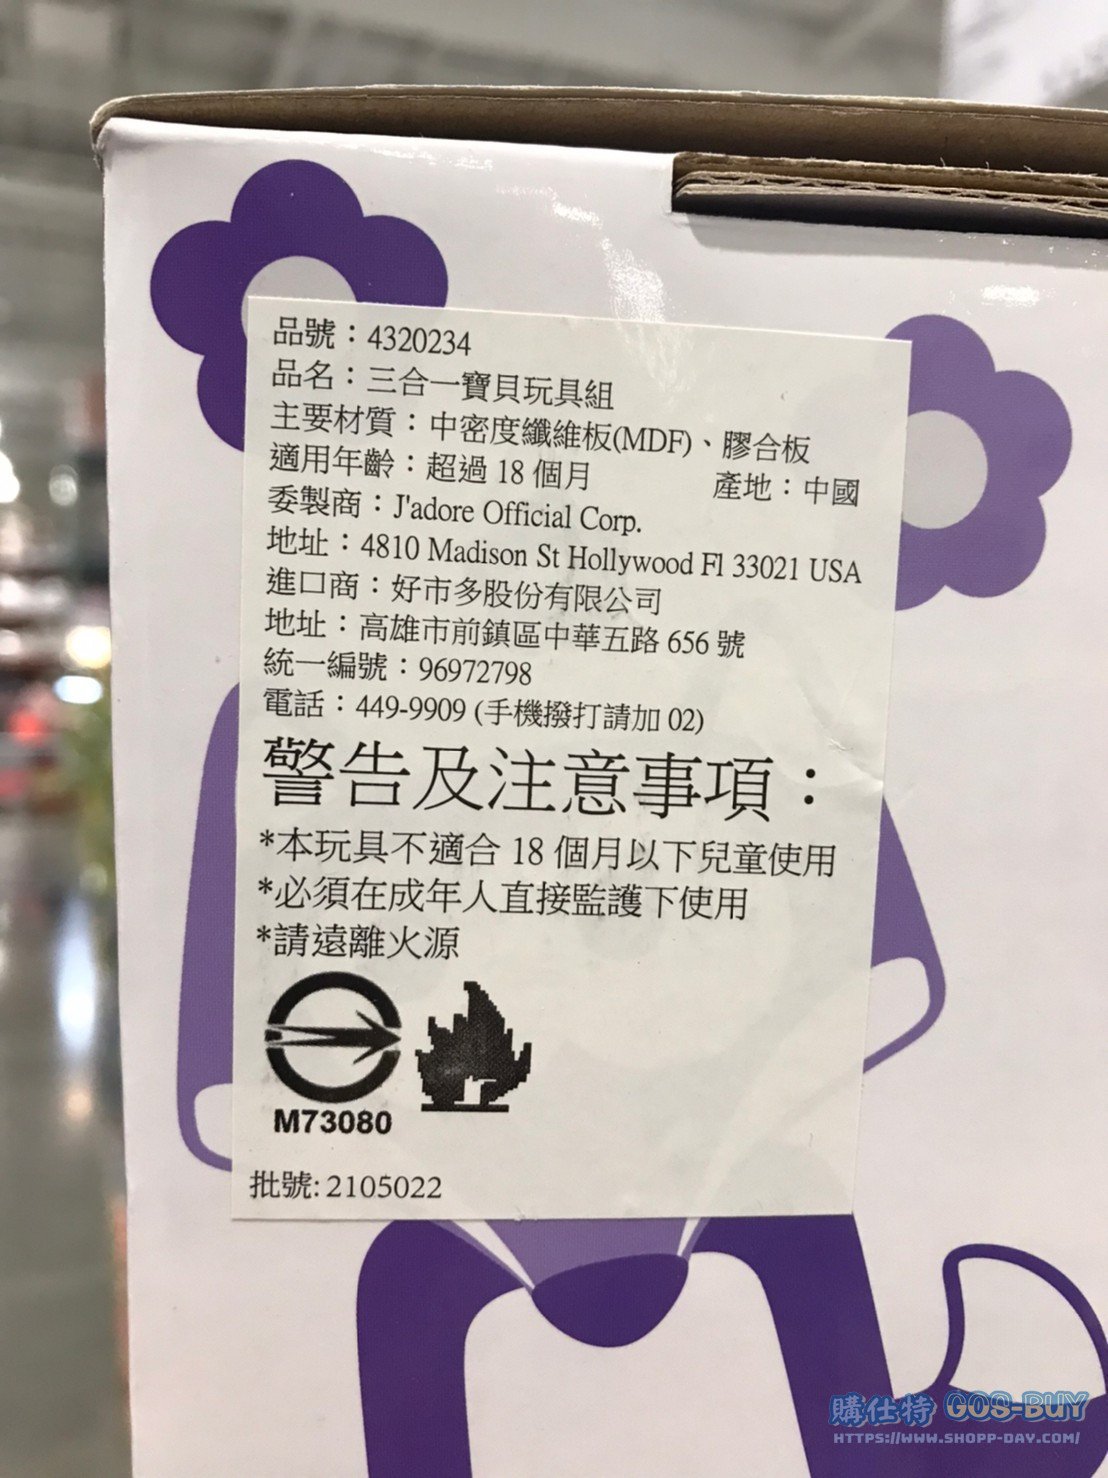 品號：4320234
品名：三合一寶貝玩具組
主要材質：中密度纖維板(MDF)、膠合板
適用年齡：超過 18 個月 產地：中國
委製商：J'adore Official Corp.
地址：4810 Madison St Hollywood Fl 33021 USA
進口商：好市多股份有限公司
地址：高雄市前鎮區中華五路 656 號
統一編號：96972798
電話：449-9909 (手機撥打請加 02)
警告及注意事項：
*本玩具不適合 18 個月以下兒童使用
*必須在成年人直接監護下使用
*請遠離火源
M73080
批號: 2105022
購仕特 GOS-BUY
HTTPS://WWW.SHOPP-DAY.COM/